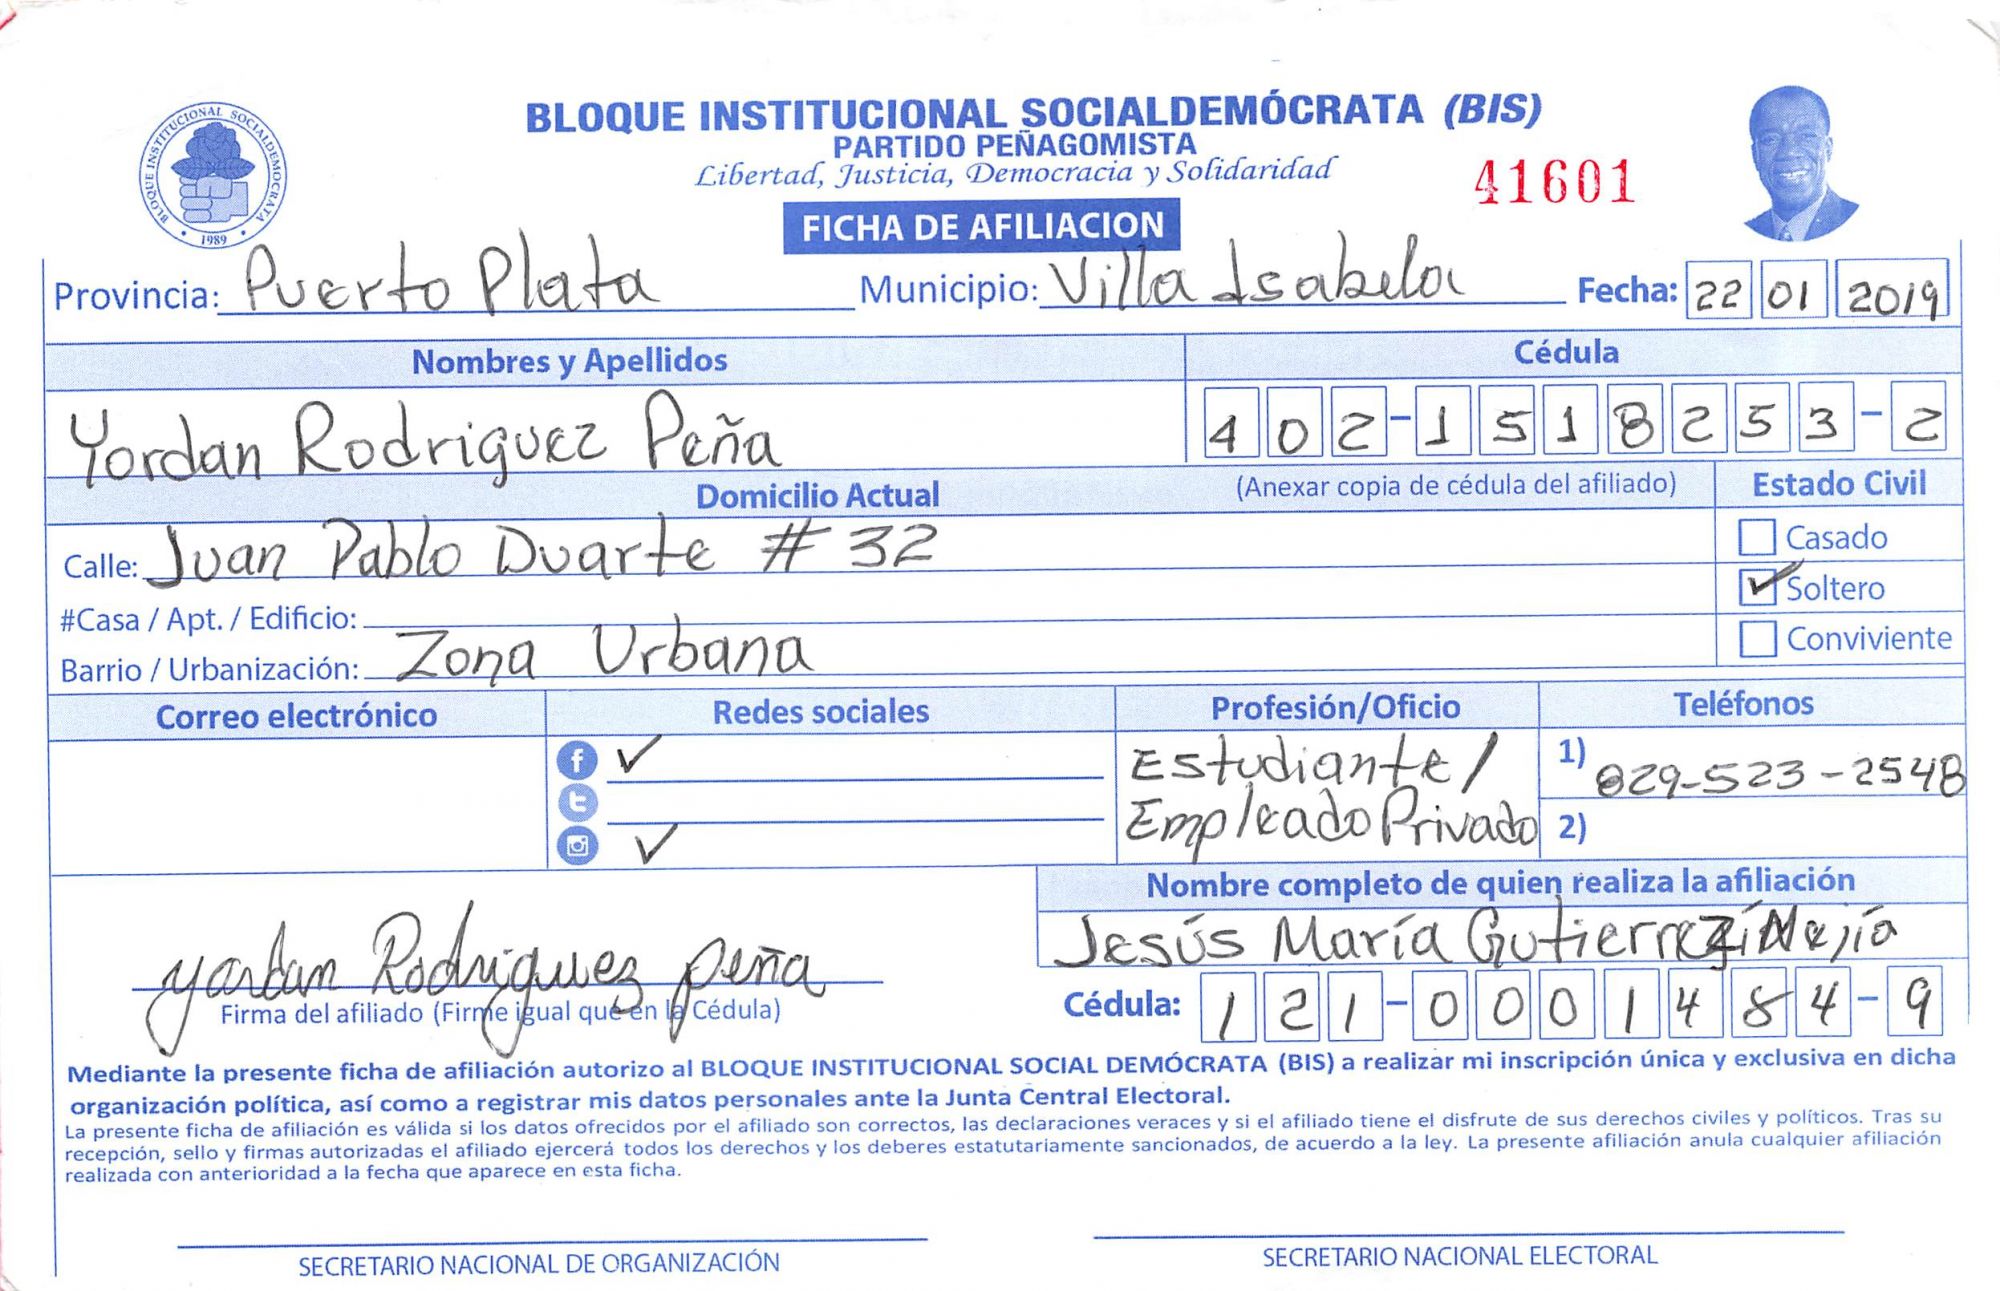 BLOQUE INSTITUCIONAL SOCIALDEMÓCRATA (BIS)
PARTIDO PEÑAGOMISTA
Libertad, Justicia, Democracia y Solidaridad
41601
BLOQUE INSTITUCIONAL SOCIALDEMOCRATA
1989
FICHA DE AFILIACION
Provincia: Puerto Plata Municipio: Villa Isabela Fecha: 22 01 2019
Nombres y Apellidos Cédula
Yordan Rodriguez Peña 402-1518253-2
Domicilio Actual (Anexar copia de cédula del afiliado) Estado Civil
Calle: Juan Pablo Duarte # 32 Casado
#Casa / Apt. / Edificio: Soltero
Barrio / Urbanización: Zona Urbana Conviviente
Correo electrónico Redes sociales Profesión/Oficio Teléfonos
Estudiante / 1) 829-523-2548
Empleado Privado 2)
Nombre completo de quien realiza la afiliación
Jesús María Gutierrez Mejía
Yordan Rodriguez Peña
Firma del afiliado (Firme igual que en la Cédula) Cédula: 121-0001484-9
Mediante la presente ficha de afiliación autorizo al BLOQUE INSTITUCIONAL SOCIAL DEMÓCRATA (BIS) a realizar mi inscripción única y exclusiva en dicha
organización política, así como a registrar mis datos personales ante la Junta Central Electoral.
La presente ficha de afiliación es válida si los datos ofrecidos por el afiliado son correctos, las declaraciones veraces y si el afiliado tiene el disfrute de sus derechos civiles y políticos. Tras su
recepción, sello y firmas autorizadas el afiliado ejercerá todos los derechos y los deberes estatutariamente sancionados, de acuerdo a la ley. La presente afiliación anula cualquier afiliación
realizada con anterioridad a la fecha que aparece en esta ficha.
SECRETARIO NACIONAL DE ORGANIZACIÓN SECRETARIO NACIONAL ELECTORAL